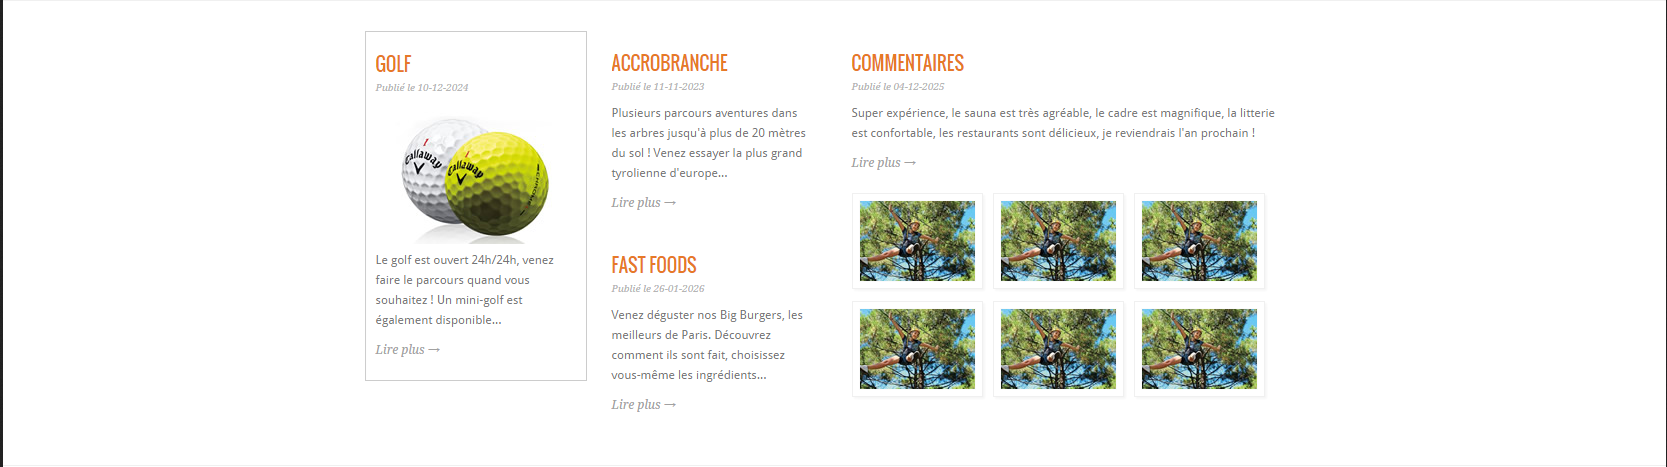 GOLF
Publié le 10-12-2024
Callaway
Callaway
Le golf est ouvert 24h/24h, venez
faire le parcours quand vous
souhaitez ! Un mini-golf est
également disponible...
Lire plus →
ACCROBRANCHE
Publié le 11-11-2023
Plusieurs parcours aventures dans
les arbres jusqu'à plus de 20 mètres
du sol ! Venez essayer la plus grand
tyrolienne d'europe...
Lire plus →
FAST FOODS
Publié le 26-01-2026
Venez déguster nos Big Burgers, les
meilleurs de Paris. Découvrez
comment ils sont fait, choisissez
vous-même les ingrédients...
Lire plus →
COMMENTAIRES
Publié le 04-12-2025
Super expérience, le sauna est très agréable, le cadre est magnifique, la litterie
est confortable, les restaurants sont délicieux, je reviendrais l'an prochain !
Lire plus →